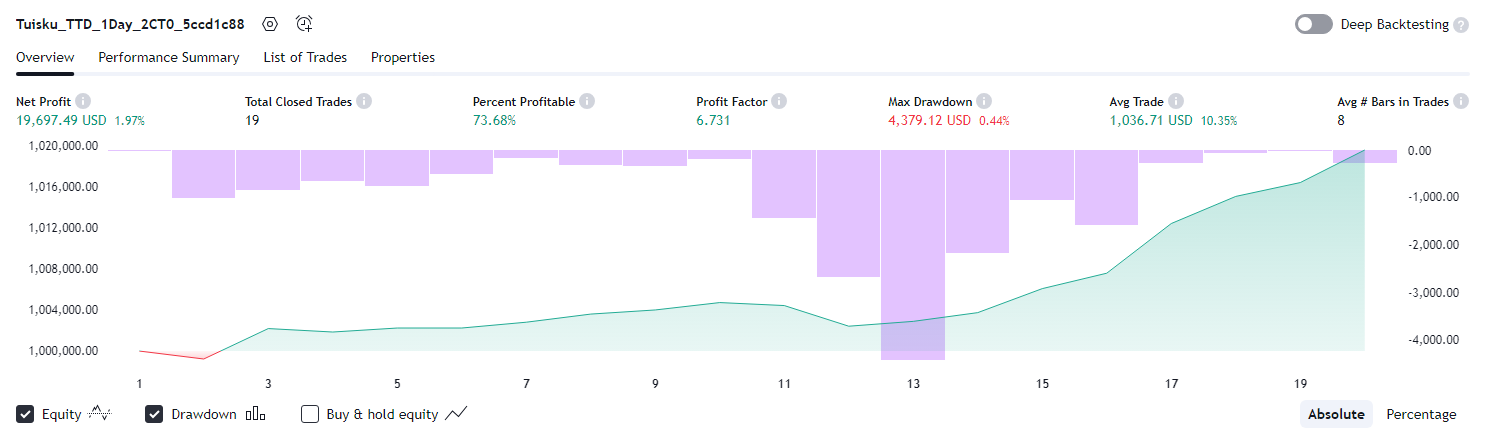 Tuisku_TTD_1Day_2CT0_5ccd1c88 Deep Backtesting ?
Overview Performance Summary List of Trades Properties
Net Profit Total Closed Trades Percent Profitable Profit Factor Max Drawdown Avg Trade Avg # Bars in Trades
19,697.49 USD 1.97% 19 73.68% 6.731 4,379.12 USD 0.44% 1,036.71 USD 10.35% 8
1,020,000.00 0.00
1,016,000.00 -1,000.00
1,012,000.00 -2,000.00
1,008,000.00 -3,000.00
1,004,000.00 -4,000.00
1,000,000.00
1 3 5 7 9 11 13 15 17 19
Equity Drawdown Buy & hold equity Absolute Percentage